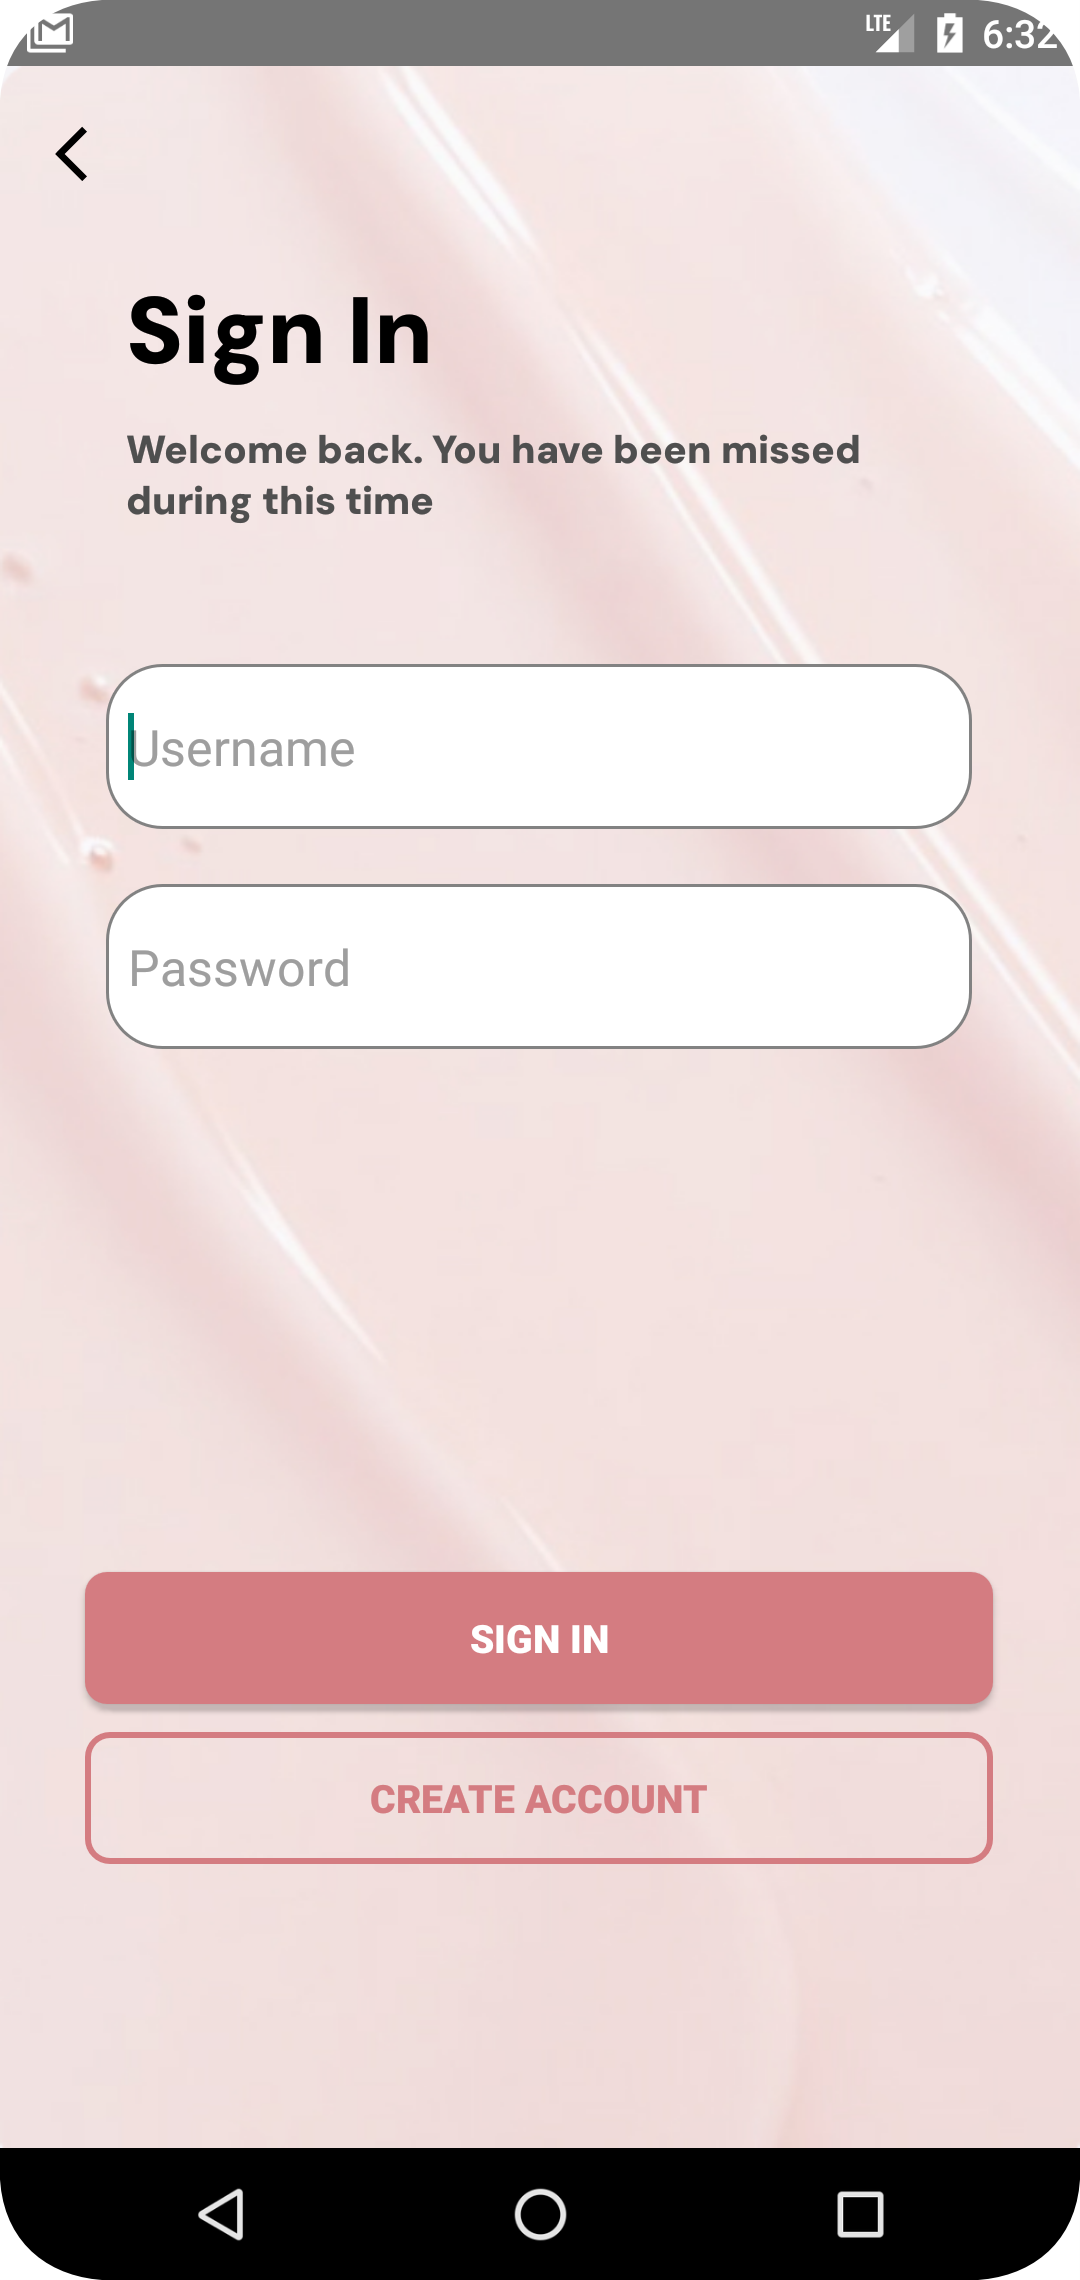 LTE 6:32
Sign In
Welcome back. You have been missed
during this time
Username
Password
SIGN IN
CREATE ACCOUNT